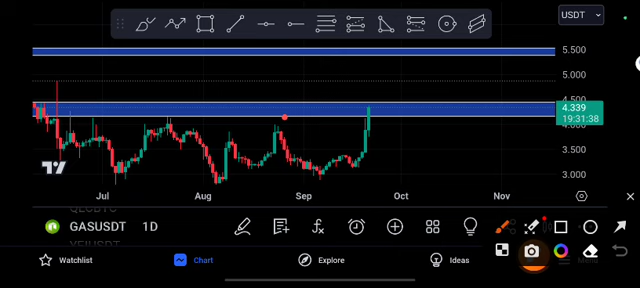 USDT
5.500
5.000
4.500
4.339
19:31:38
4.000
3.500
3.000
Jul Aug Sep Oct Nov
GASUSDT 1D
Watchlist Chart Explore Ideas